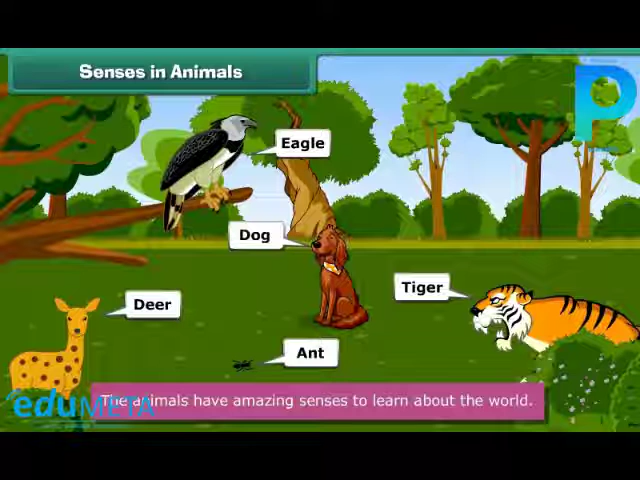 Senses in Animals
P
Eagle
Dog
Tiger
Deer
Ant
The animals have amazing senses to learn about the world.
eduMETA